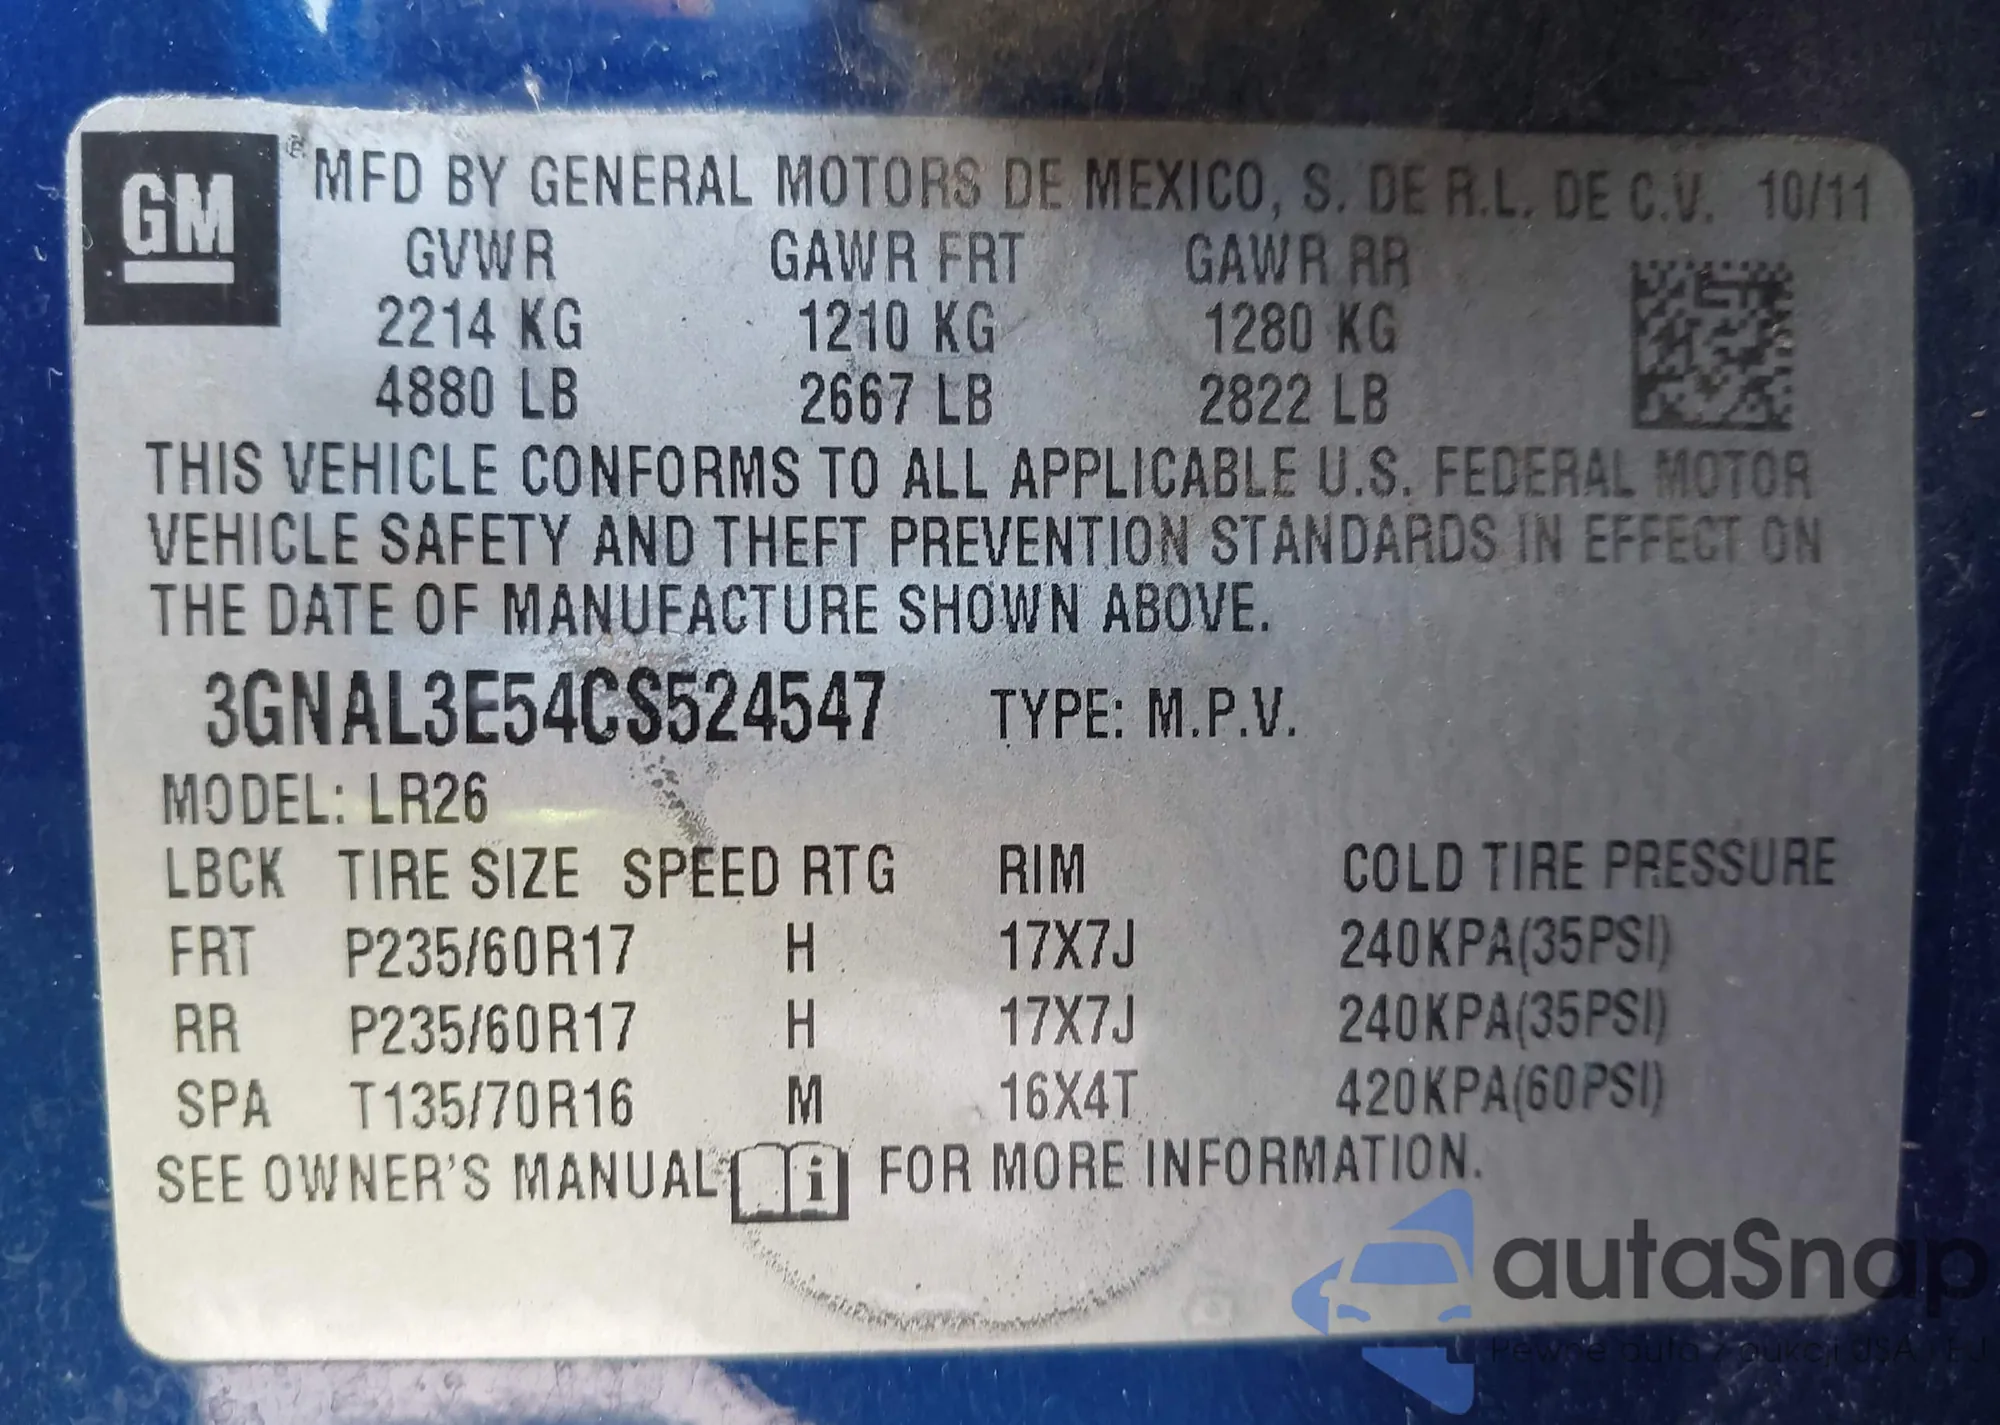 GM ® MFD BY GENERAL MOTORS DE MEXICO, S. DE R.L. DE C.V. 10/11
GVWR GAWR FRT GAWR RR
2214 KG 1210 KG 1280 KG
4880 LB 2667 LB 2822 LB
THIS VEHICLE CONFORMS TO ALL APPLICABLE U.S. FEDERAL MOTOR
VEHICLE SAFETY AND THEFT PREVENTION STANDARDS IN EFFECT ON
THE DATE OF MANUFACTURE SHOWN ABOVE.
3GNAL3E54CS524547 TYPE: M.P.V.
MODEL: LR26
LBCK TIRE SIZE SPEED RTG RIM COLD TIRE PRESSURE
FRT P235/60R17 H 17X7J 240KPA(35PSI)
RR P235/60R17 H 17X7J 240KPA(35PSI)
SPA T135/70R16 M 16X4T 420KPA(60PSI)
SEE OWNER'S MANUAL i FOR MORE INFORMATION.
autaSnap
Pewne auta z aukcji USA